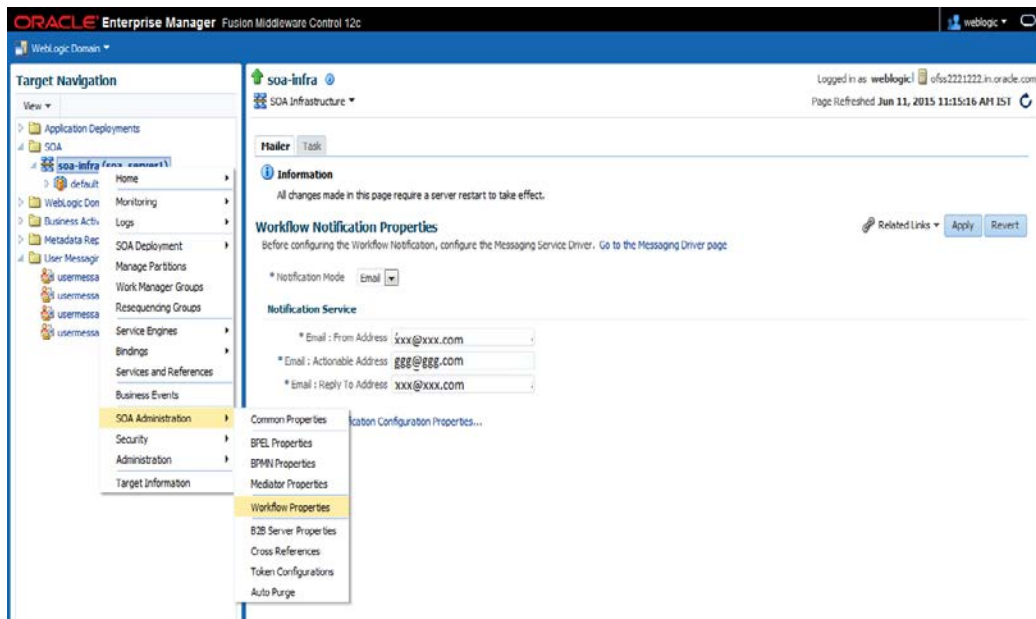 ORACLE Enterprise Manager Fusion Middleware Control 12c
weblogic
WebLogic Domain
Target Navigation
View
Application Deployments
SOA
soa-infra (soa_server1)
default
WebLogic Don
Business Activ
Metadata Rep
User Messagin
usermessa
usermessa
usermessa
usermessa
Home
Monitoring
Logs
SOA Deployment
Manage Partitions
Work Manager Groups
Resequencing Groups
Service Engines
Bindings
Services and References
Business Events
SOA Administration
Security
Administration
Target Information
Common Properties
BPEL Properties
BPMN Properties
Mediator Properties
Workflow Properties
B2B Server Properties
Cross References
Token Configurations
Auto Purge
soa-infra
SOA Infrastructure
Logged in as weblogic ofss2221222.in.oracle.com
Page Refreshed Jun 11, 2015 11:15:16 AM IST
Mailer Task
Information
All changes made in this page require a server restart to take effect.
Workflow Notification Properties
Related Links Apply Revert
Before configuring the Workflow Notification, configure the Messaging Service Driver. Go to the Messaging Driver page
* Notification Mode Email
Notification Service
* Email : From Address xxx@xxx.com
* Email : Actionable Address ggg@ggg.com
* Email : Reply To Address xxx@xxx.com
ication Configuration Properties...